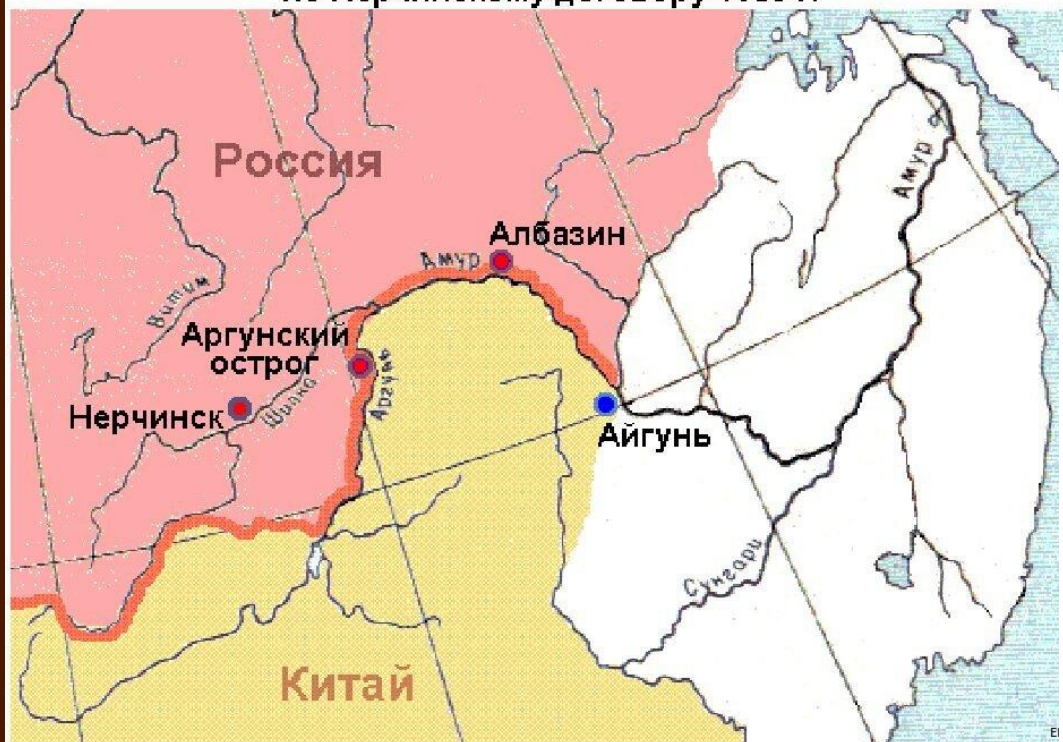 Россия
Албазин
Амур
Амур
Витим
Аргунский
острог
Шилка
Аргунь
Нерчинск
Айгунь
Сунгари
Китай